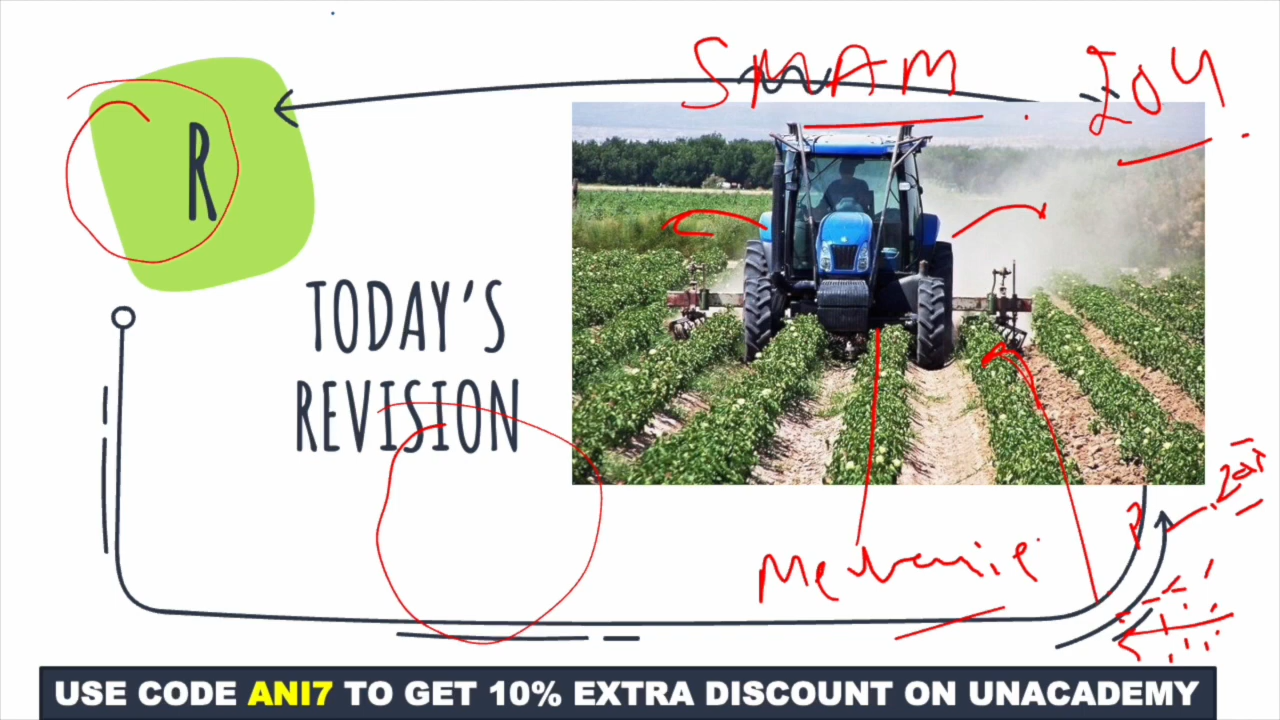 SMAM
R
TODAY'S
REVISION
USE CODE ANI7 TO GET 10% EXTRA DISCOUNT ON UNACADEMY